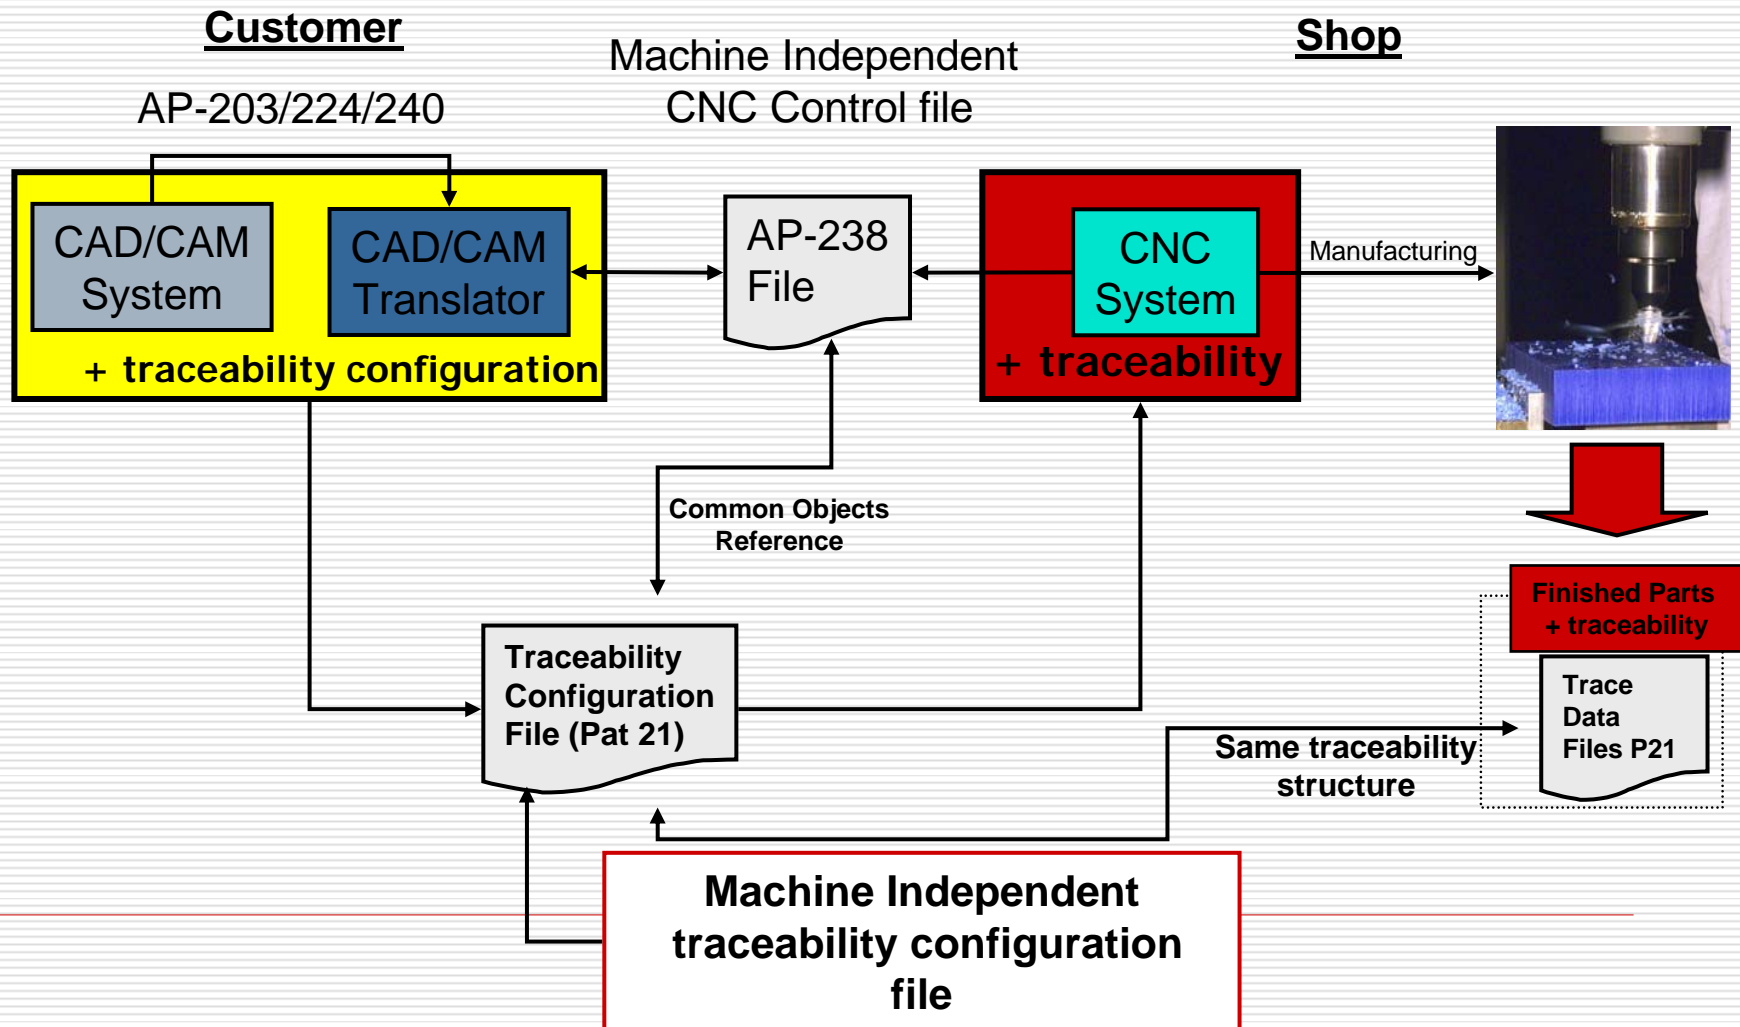 Customer
Machine Independent
CNC Control file
Shop
AP-203/224/240
CAD/CAM
System
CAD/CAM
Translator
+ traceability configuration
AP-238
File
CNC
System
+ traceability
Manufacturing
Common Objects
Reference
Traceability
Configuration
File (Pat 21)
Finished Parts
+ traceability
Trace
Data
Files P21
Same traceability
structure
Machine Independent
traceability configuration
file